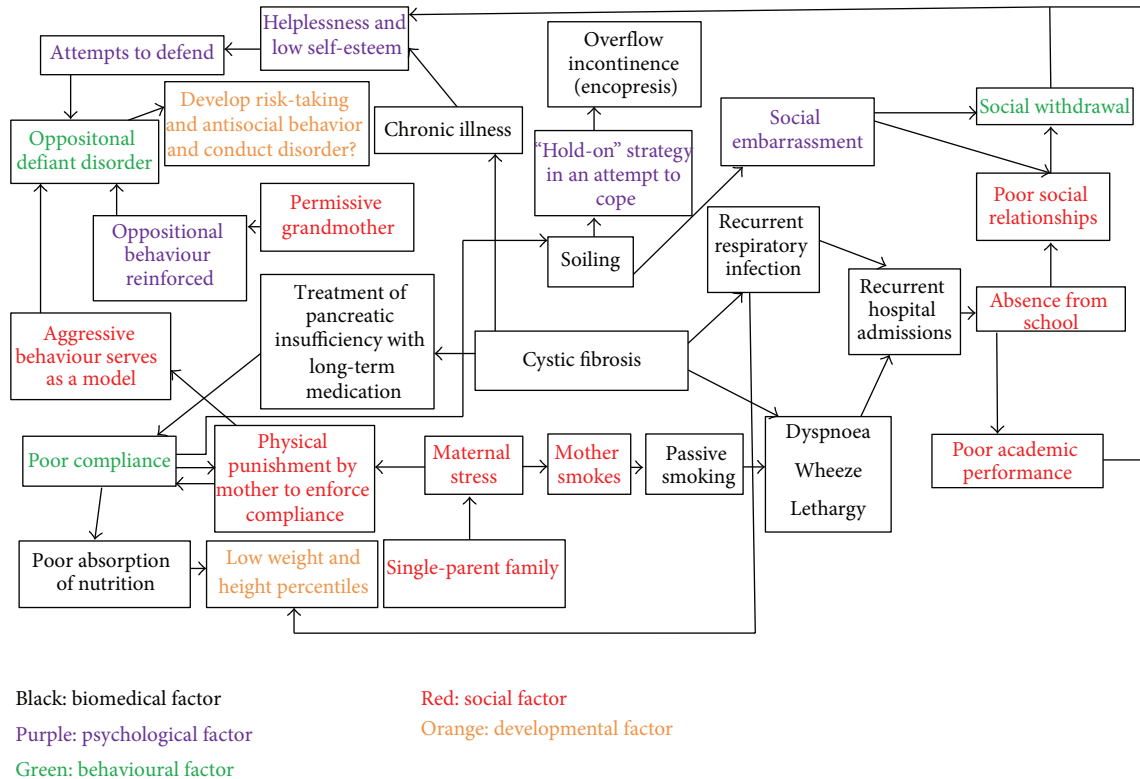 Helplessness and
low self-esteem
Attempts to defend
Overflow
incontinence
(encopresis)
Develop risk-taking
and antisocial behavior
and conduct disorder?
Oppositonal
defiant disorder
Chronic illness
"Hold-on" strategy
in an attempt to
cope
Social
embarrassment
Social withdrawal
Poor social
relationships
Permissive
grandmother
Oppositional
behaviour
reinforced
Soiling
Recurrent
respiratory
infection
Treatment of
pancreatic
insufficiency with
long-term
medication
Recurrent
hospital
admissions
Absence from
school
Aggressive
behaviour serves
as a model
Cystic fibrosis
Poor compliance
Physical
punishment by
mother to enforce
compliance
Maternal
stress
Mother
smokes
Passive
smoking
Dyspnoea
Wheeze
Lethargy
Poor academic
performance
Poor absorption
of nutrition
Low weight and
height percentiles
Single-parent family
Black: biomedical factor
Purple: psychological factor
Green: behavioural factor
Red: social factor
Orange: developmental factor